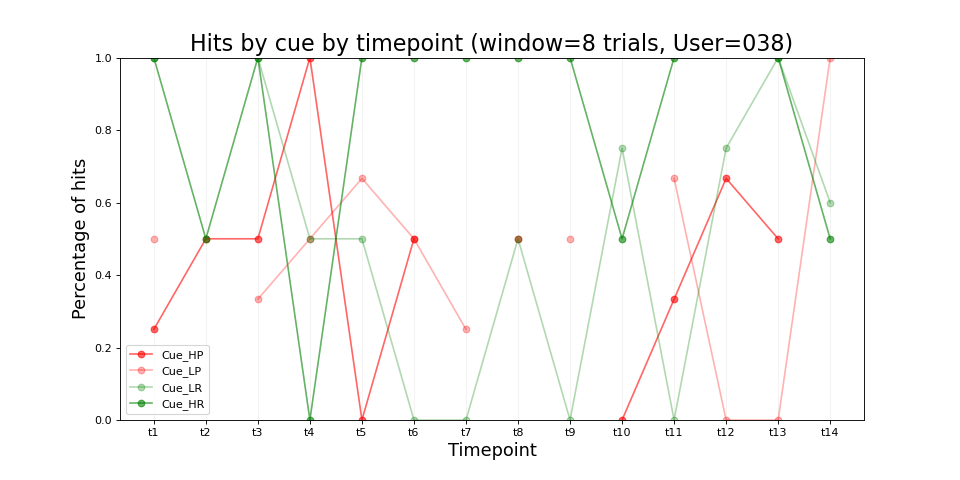 Hits by cue by timepoint (window=8 trials, User=038)
Percentage of hits
1.0
0.8
0.6
0.4
0.2
0.0
Cue_HP
Cue_LP
Cue_LR
Cue_HR
t1 t2 t3 t4 t5 t6 t7 t8 t9 t10 t11 t12 t13 t14
Timepoint